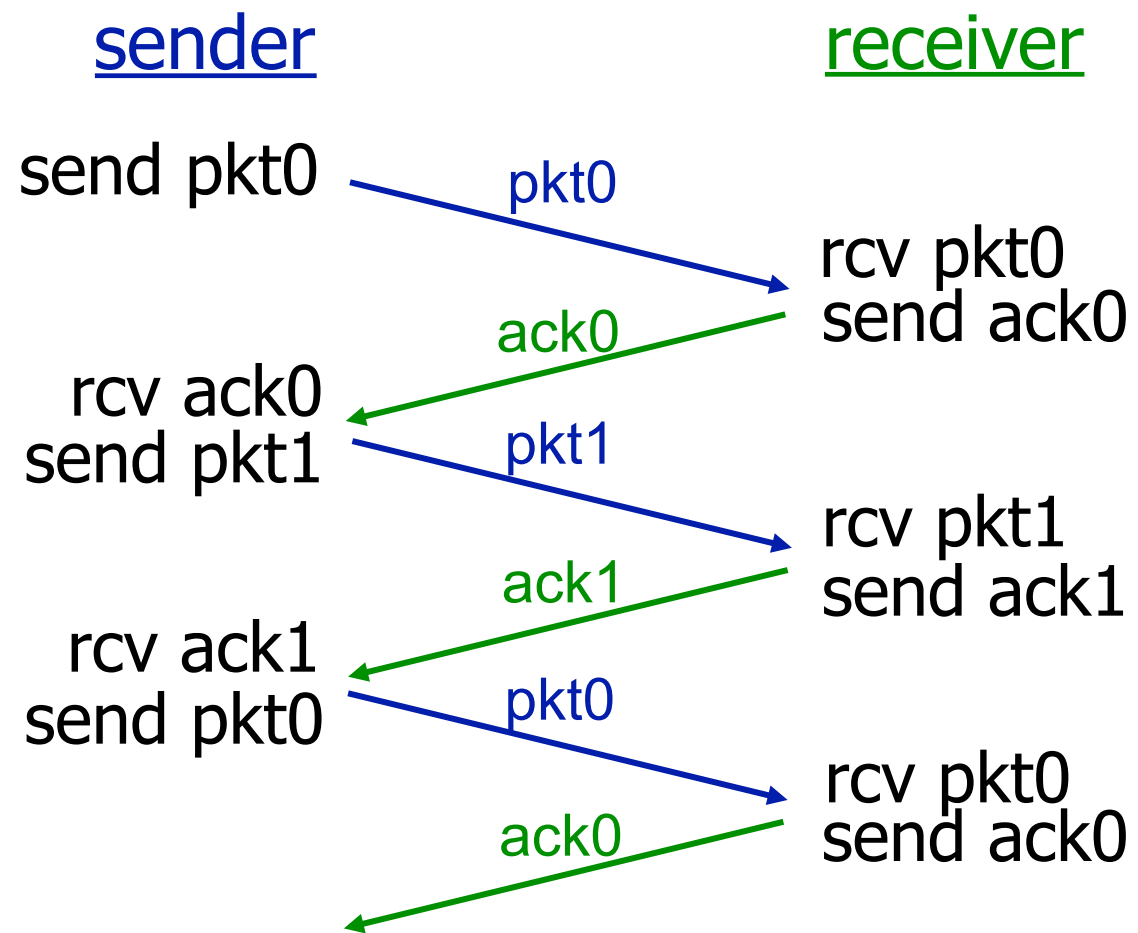 sender
receiver
send pkt0
pkt0
rcv pkt0
send ack0
ack0
rcv ack0
send pkt1
pkt1
rcv pkt1
send ack1
ack1
rcv ack1
send pkt0
pkt0
rcv pkt0
send ack0
ack0